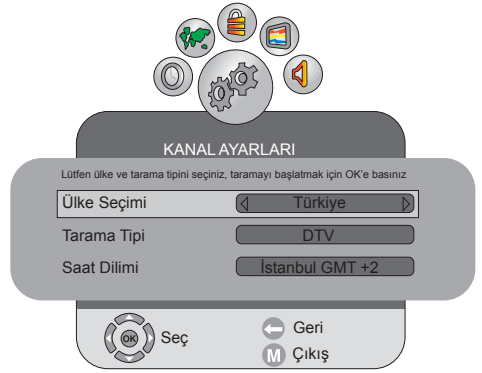 KANAL AYARLARI
Lütfen ülke ve tarama tipini seçiniz, taramayı başlatmak için OK'e basınız
Ülke Seçimi Türkiye
Tarama Tipi DTV
Saat Dilimi İstanbul GMT +2
OK Seç
Geri
M Çıkış